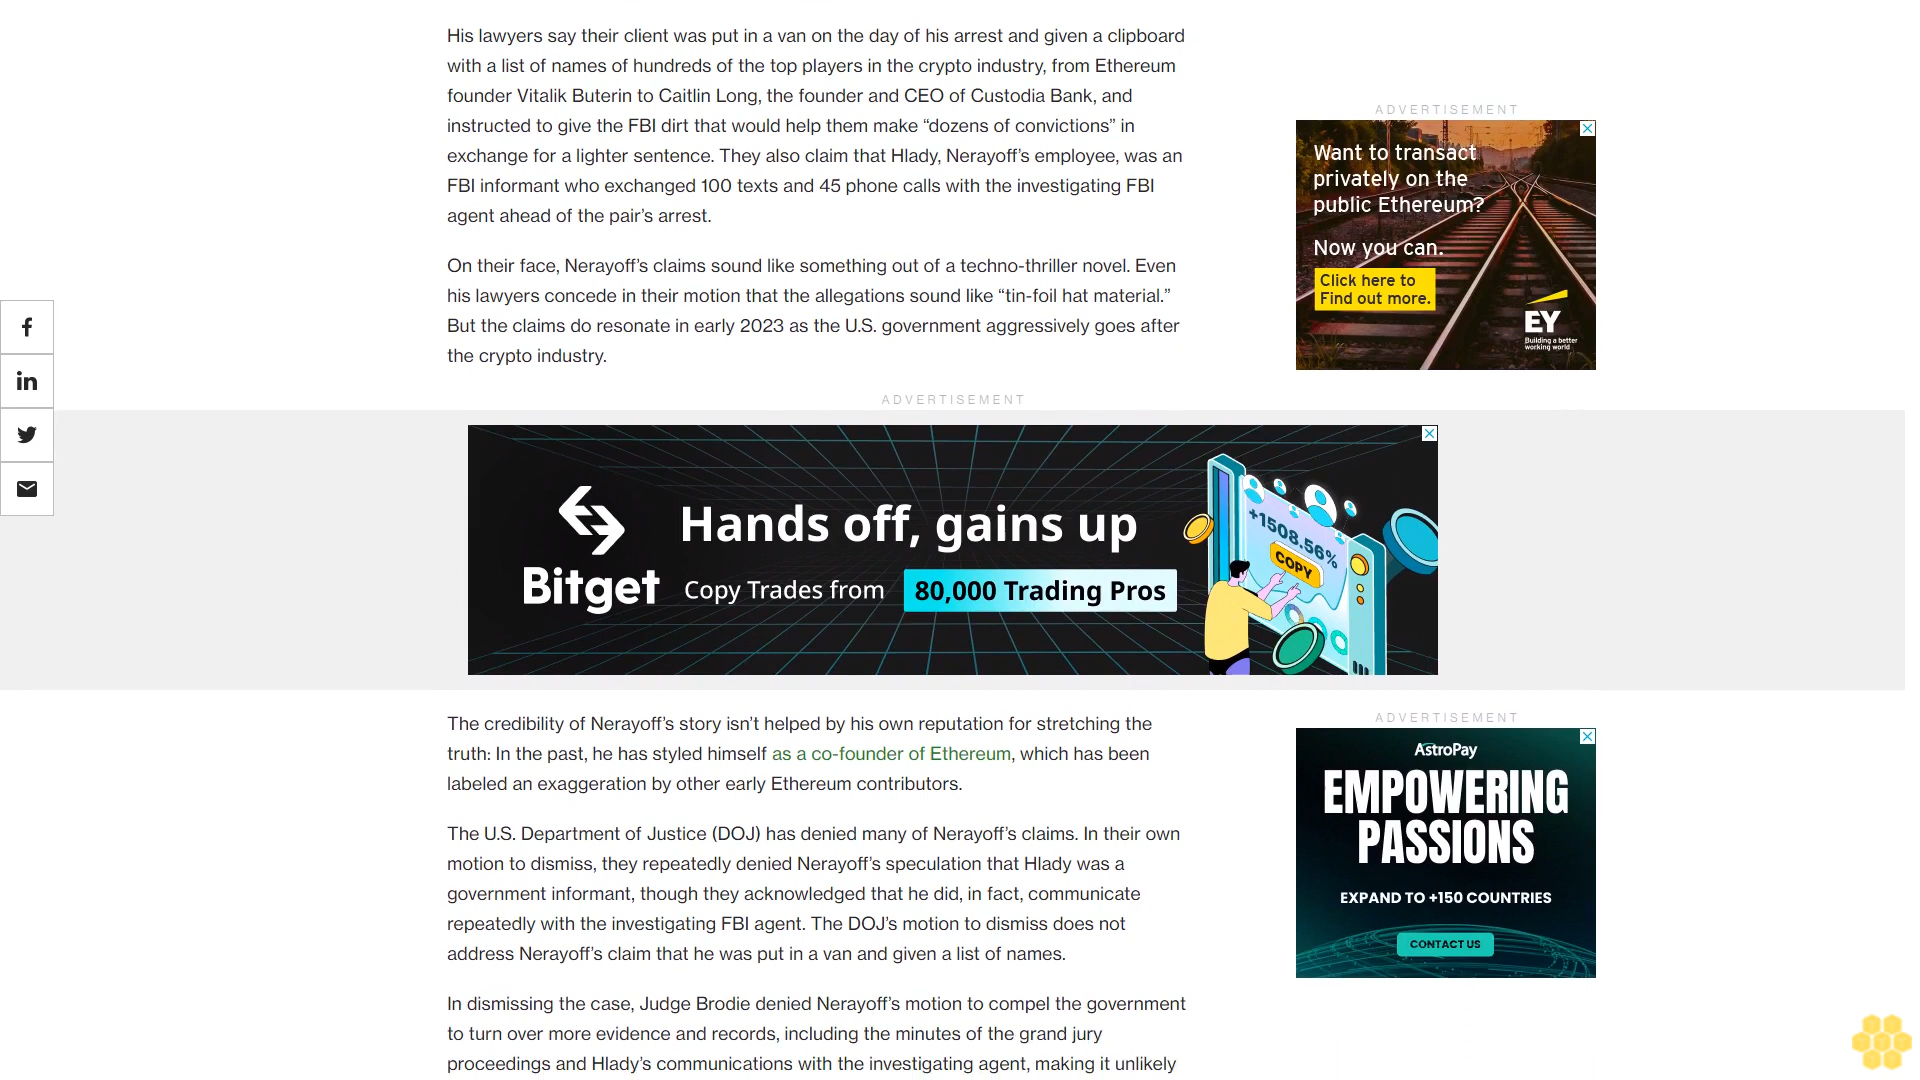 His lawyers say their client was put in a van on the day of his arrest and given a clipboard
with a list of names of hundreds of the top players in the crypto industry, from Ethereum
founder Vitalik Buterin to Caitlin Long, the founder and CEO of Custodia Bank, and
instructed to give the FBI dirt that would help them make “dozens of convictions” in
exchange for a lighter sentence. They also claim that Hlady, Nerayoff’s employee, was an
FBI informant who exchanged 100 texts and 45 phone calls with the investigating FBI
agent ahead of the pair’s arrest.
On their face, Nerayoff’s claims sound like something out of a techno-thriller novel. Even
his lawyers concede in their motion that the allegations sound like “tin-foil hat material.”
But the claims do resonate in early 2023 as the U.S. government aggressively goes after
the crypto industry.
ADVERTISEMENT
Want to transact
privately on the
public Ethereum?
Now you can.
Click here to
Find out more.
EY
Building a better
working world
ADVERTISEMENT
Bitget
Hands off, gains up
Copy Trades from
80,000 Trading Pros
+1508.56%
COPY
The credibility of Nerayoff’s story isn’t helped by his own reputation for stretching the
truth: In the past, he has styled himself as a co-founder of Ethereum, which has been
labeled an exaggeration by other early Ethereum contributors.
The U.S. Department of Justice (DOJ) has denied many of Nerayoff’s claims. In their own
motion to dismiss, they repeatedly denied Nerayoff’s speculation that Hlady was a
government informant, though they acknowledged that he did, in fact, communicate
repeatedly with the investigating FBI agent. The DOJ’s motion to dismiss does not
address Nerayoff’s claim that he was put in a van and given a list of names.
In dismissing the case, Judge Brodie denied Nerayoff’s motion to compel the government
to turn over more evidence and records, including the minutes of the grand jury
proceedings and Hlady’s communications with the investigating agent, making it unlikely
ADVERTISEMENT
AstroPay
EMPOWERING
PASSIONS
EXPAND TO +150 COUNTRIES
CONTACT US